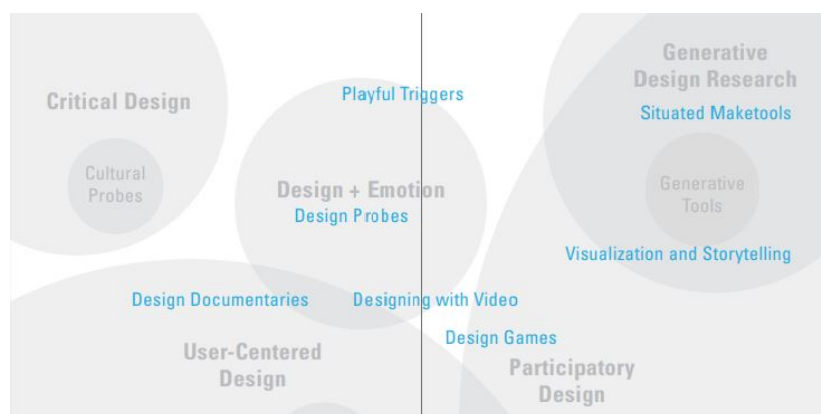 Generative
Design Research
Critical Design
Playful Triggers
Situated Maketools
Cultural
Probes
Design + Emotion
Design Probes
Generative
Tools
Visualization and Storytelling
Design Documentaries
Designing with Video
Design Games
User-Centered
Design
Participatory
Design